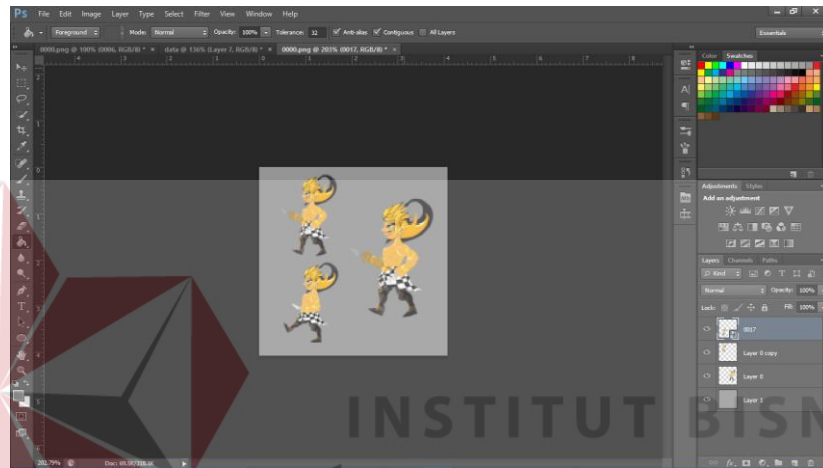 Ps File Edit Image Layer Type Select Filter View Window Help
Foreground Mode: Normal Opacity: 100% Tolerance: 32 Anti-alias Contiguous All Layers Essentials
0000.png @ 100% (0006, RGB/8) * × data @ 136% (Layer 7, RGB/8) * × 0000.png @ 203% (0017, RGB/8) * ×
Color Swatches
Adjustments Styles
Add an adjustment
Layers Channels Paths
Kind
Normal Opacity: 100%
Lock: Fill: 100%
0017
Layer 0 copy
Layer 0
Layer 1
INSTITUT BISN